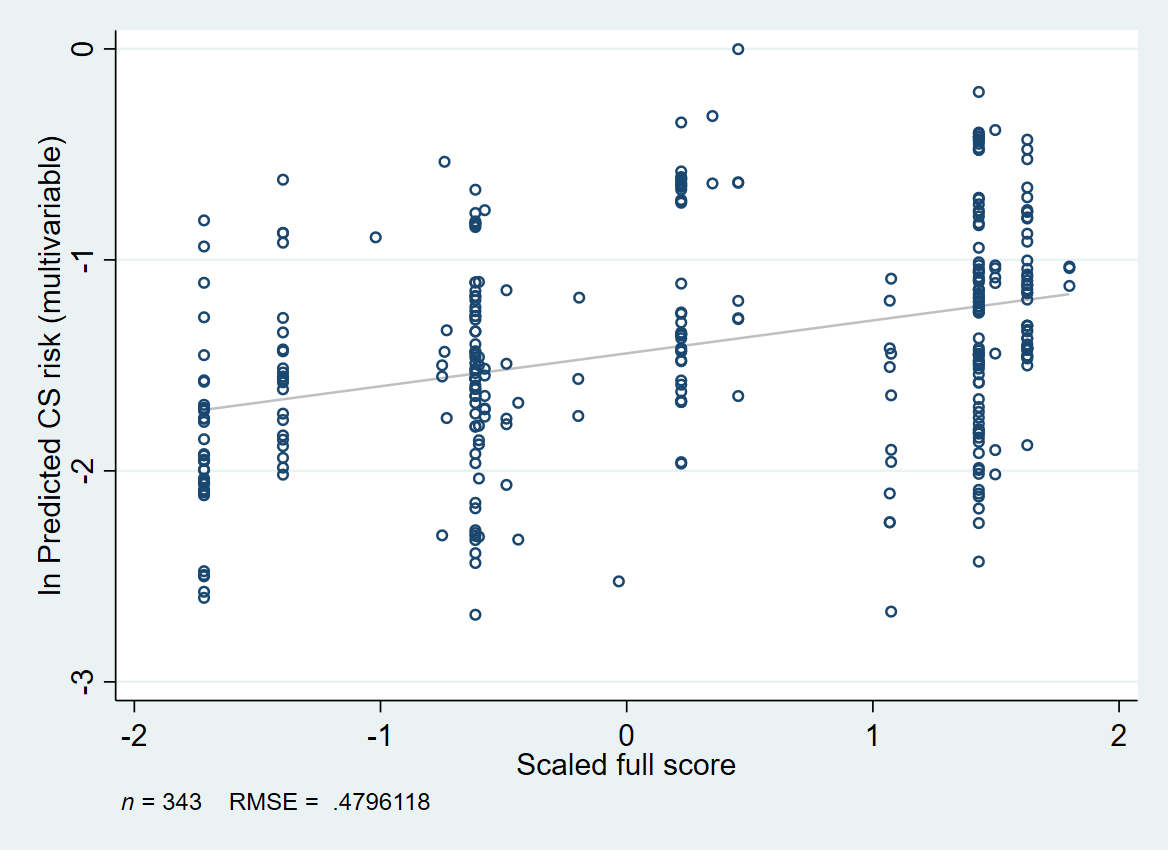 ln Predicted CS risk (multivariable)
0
-1
-2
-3
-2 -1 0 1 2
Scaled full score
n = 343 RMSE = .4796118